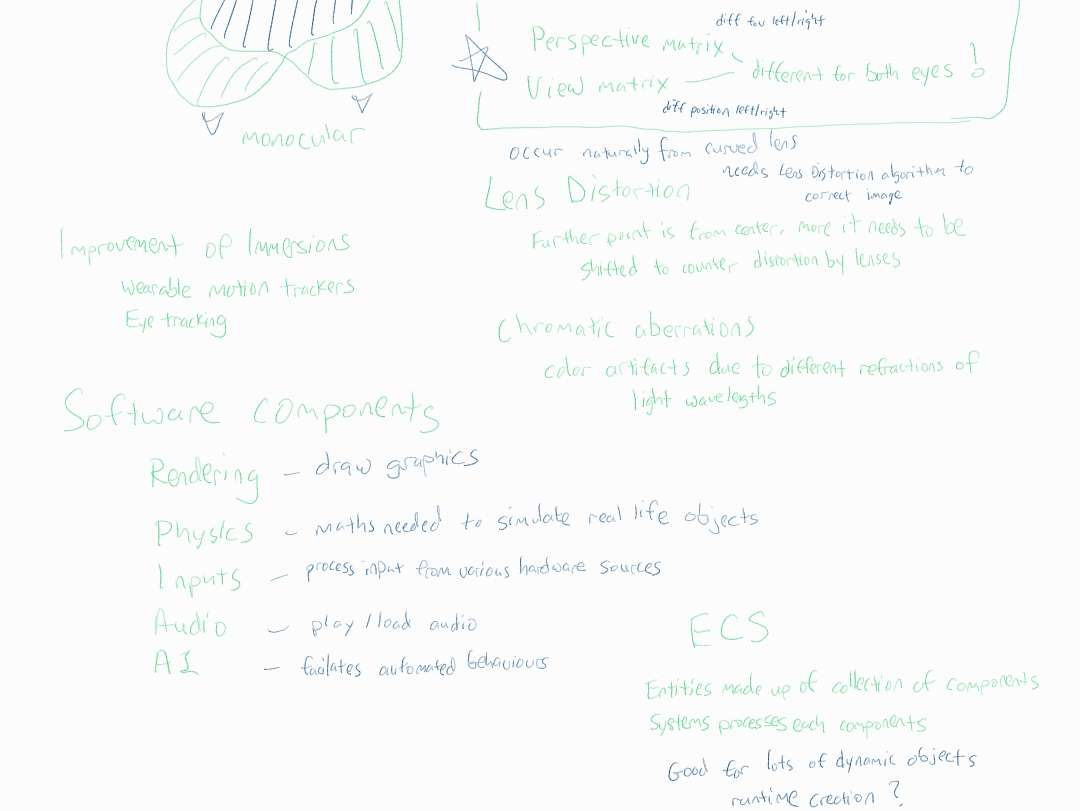 diff fov left/right
Perspective matrix
different for both eyes !
View matrix
diff position left/right
monocular
occur naturally from curved lens
needs Lens Distortion algorithm to
correct image
Lens Distortion
Further point is from center, more it needs to be
shifted to counter distortion by lenses
Improvement of Immersions
Wearable motion trackers
Eye tracking
Chromatic aberrations
color artifacts due to different refractions of
light wavelegths
Software components
Rendering - draw graphics
Physics - maths needed to simulate real life objects
Inputs - process input from various hardware sources
Audio - play/load audio
AI - facilates automated behaviours
ECS
Entities made up of collection of components
Systems processes each components
Good for lots of dynamic objects
runtime crection ?